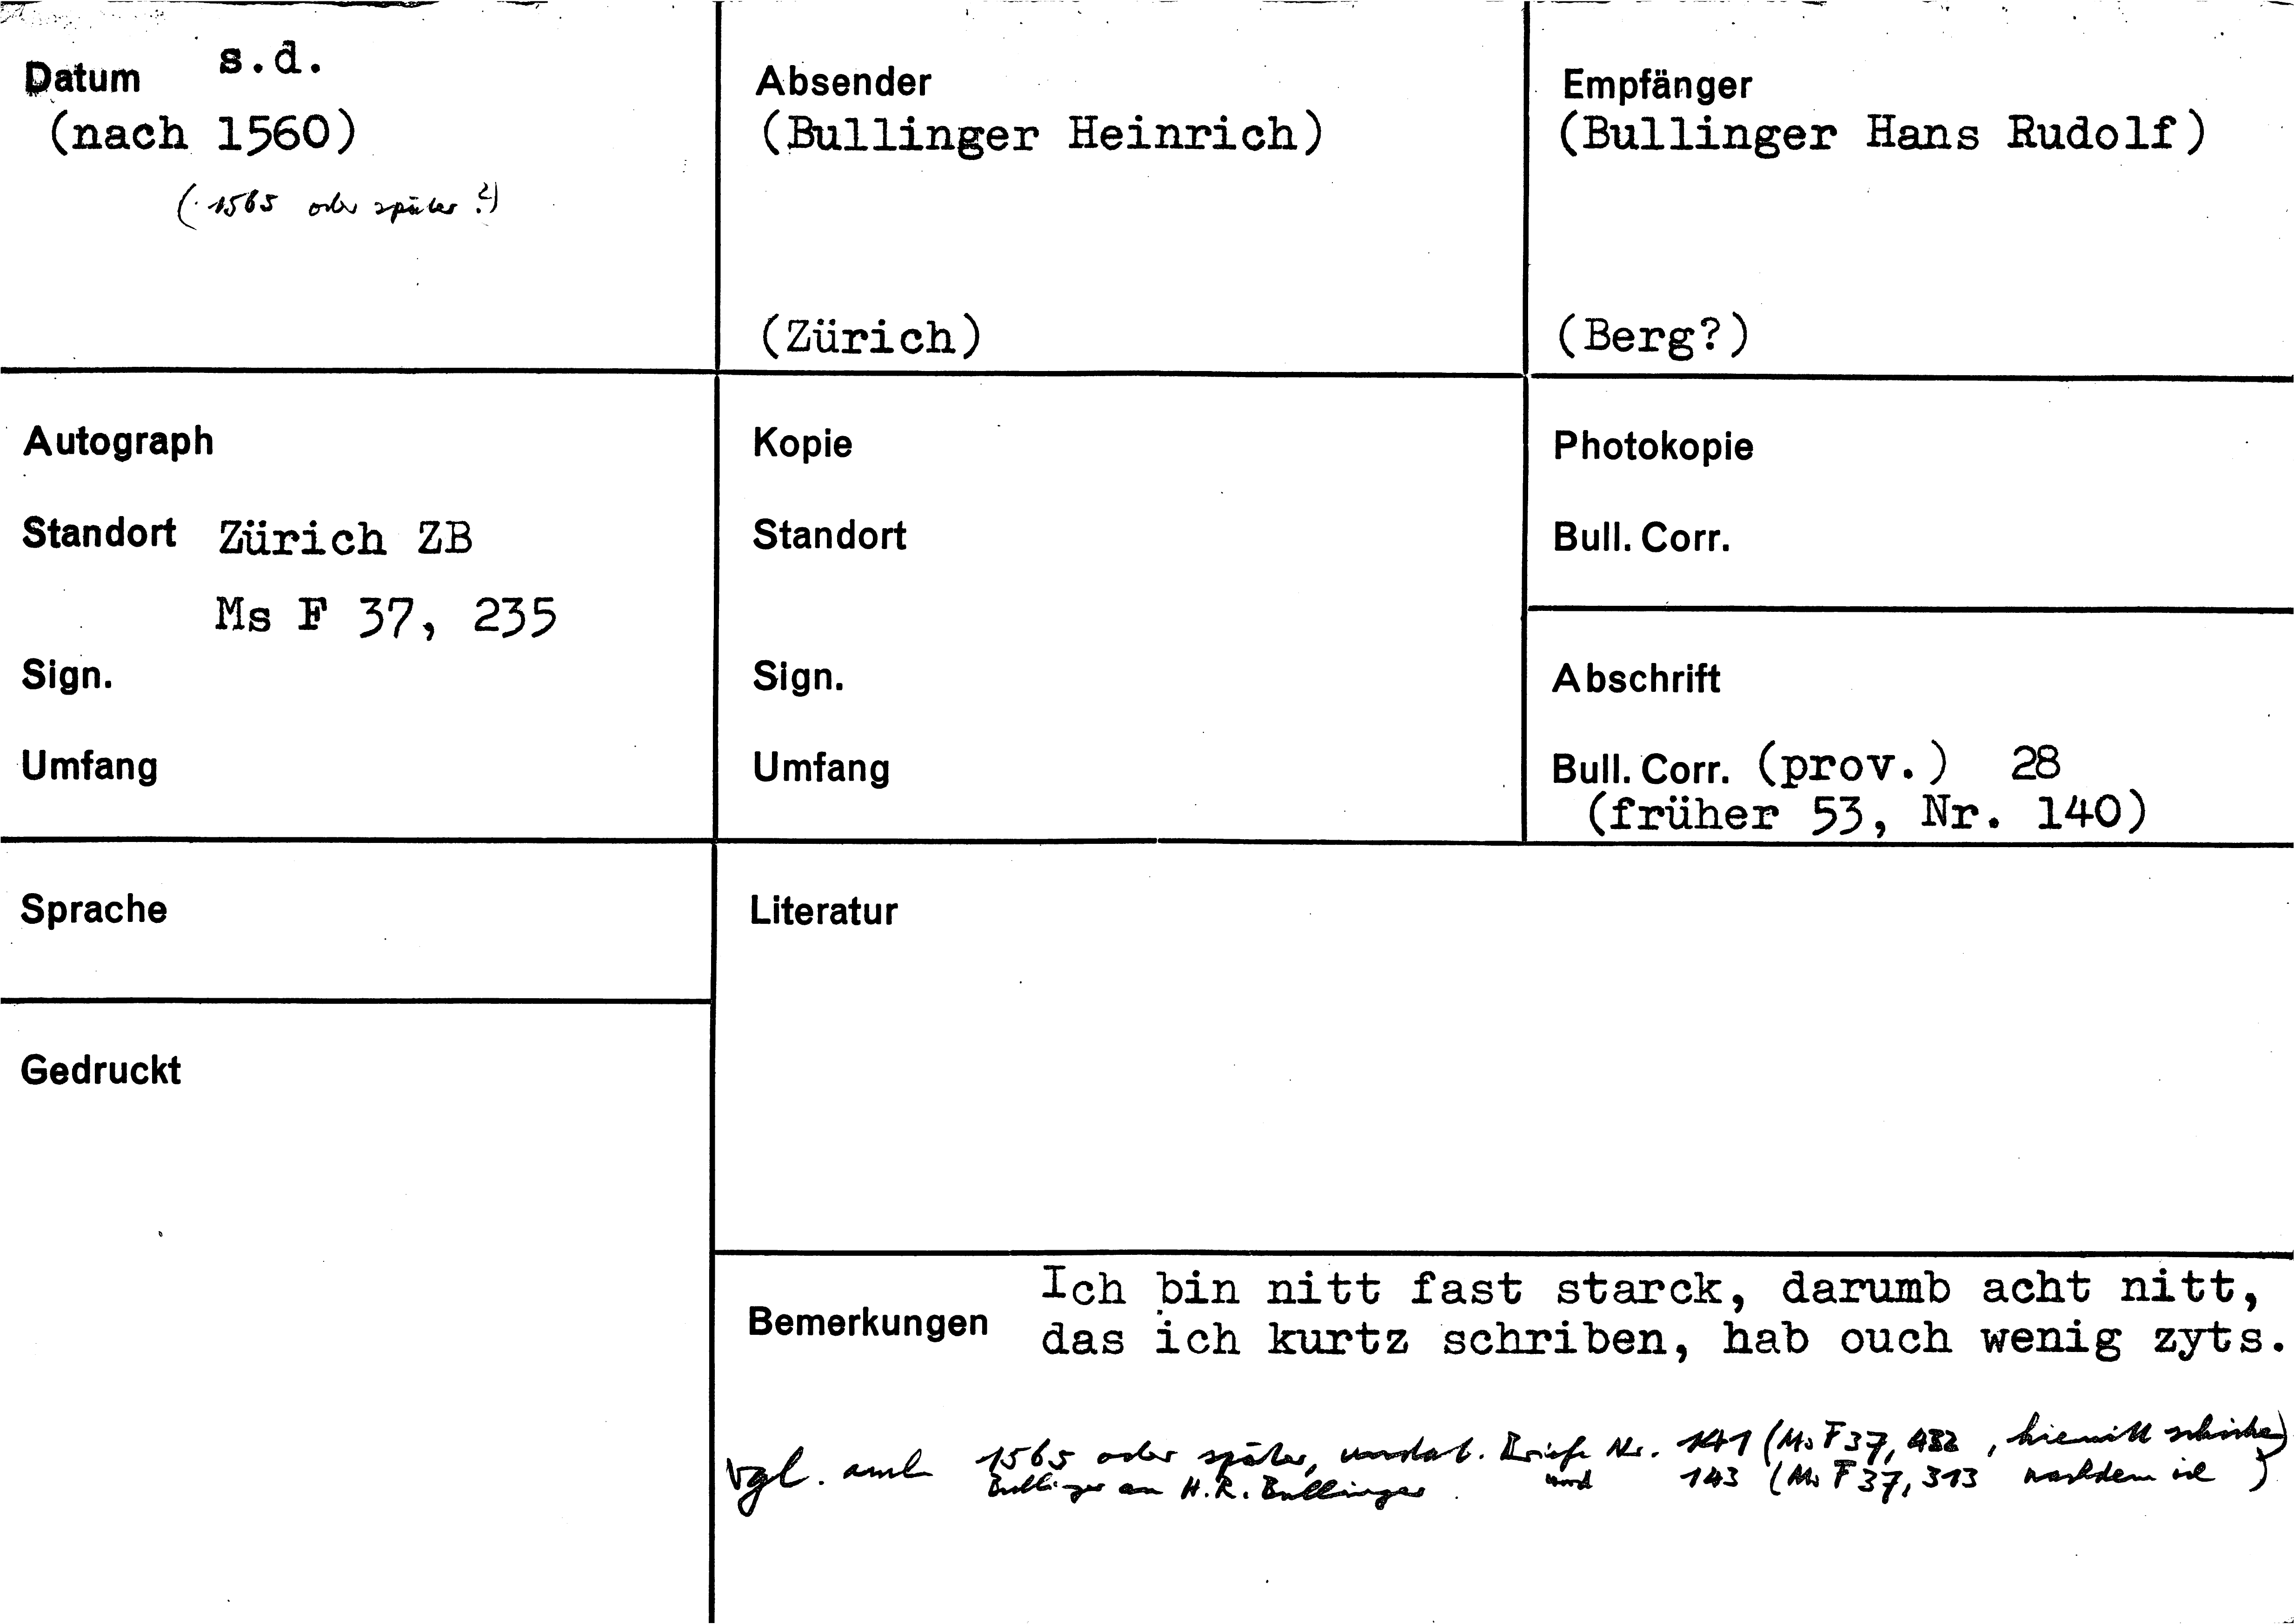 Datum s.d.
(nach 1560)
(1565 oder später?)
Absender
(Bullinger Heinrich)
(Zürich)
Empfänger
(Bullinger Hans Rudolf)
(Berg?)
Autograph
Standort Zürich ZB
Ms F 37, 235
Sign.
Umfang
Kopie
Standort
Sign.
Umfang
Photokopie
Bull. Corr.
Abschrift
Bull. Corr. (prov.) 28
(früher 53, Nr. 140)
Sprache
Literatur
Gedruckt
Bemerkungen
Ich bin nitt fast starck, darumb acht nitt,
das ich kurtz schriben, hab ouch wenig zyts.
vgl. auch 1565 oder später, undat. Briefe Nr. 141 (Ms F 37, 482, hiemitt schicke)
Bullinger an H. R. Bullinger und 143 (Ms F 37, 313 nachdem ich )